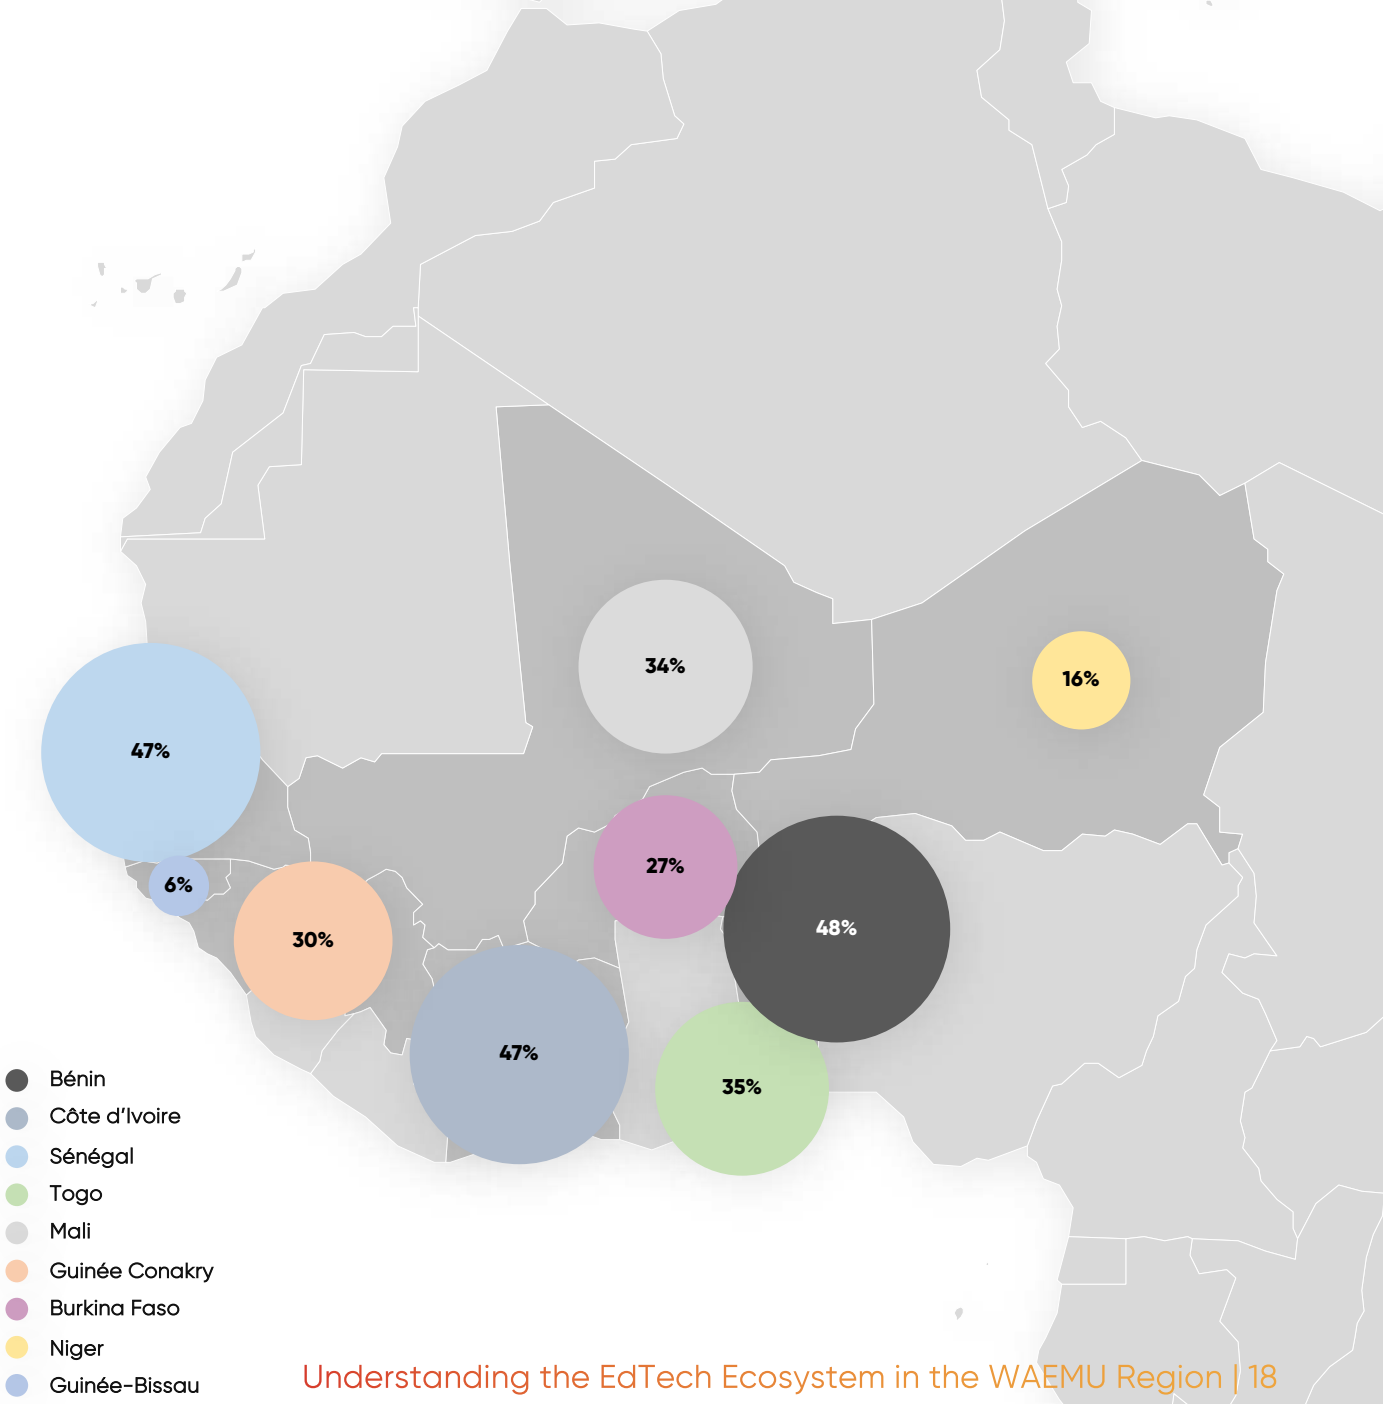 34%
16%
47%
27%
6%
48%
30%
47%
35%
Bénin
Côte d’Ivoire
Sénégal
Togo
Mali
Guinée Conakry
Burkina Faso
Niger
Guinée-Bissau
Understanding the EdTech Ecosystem in the WAEMU Region | 18